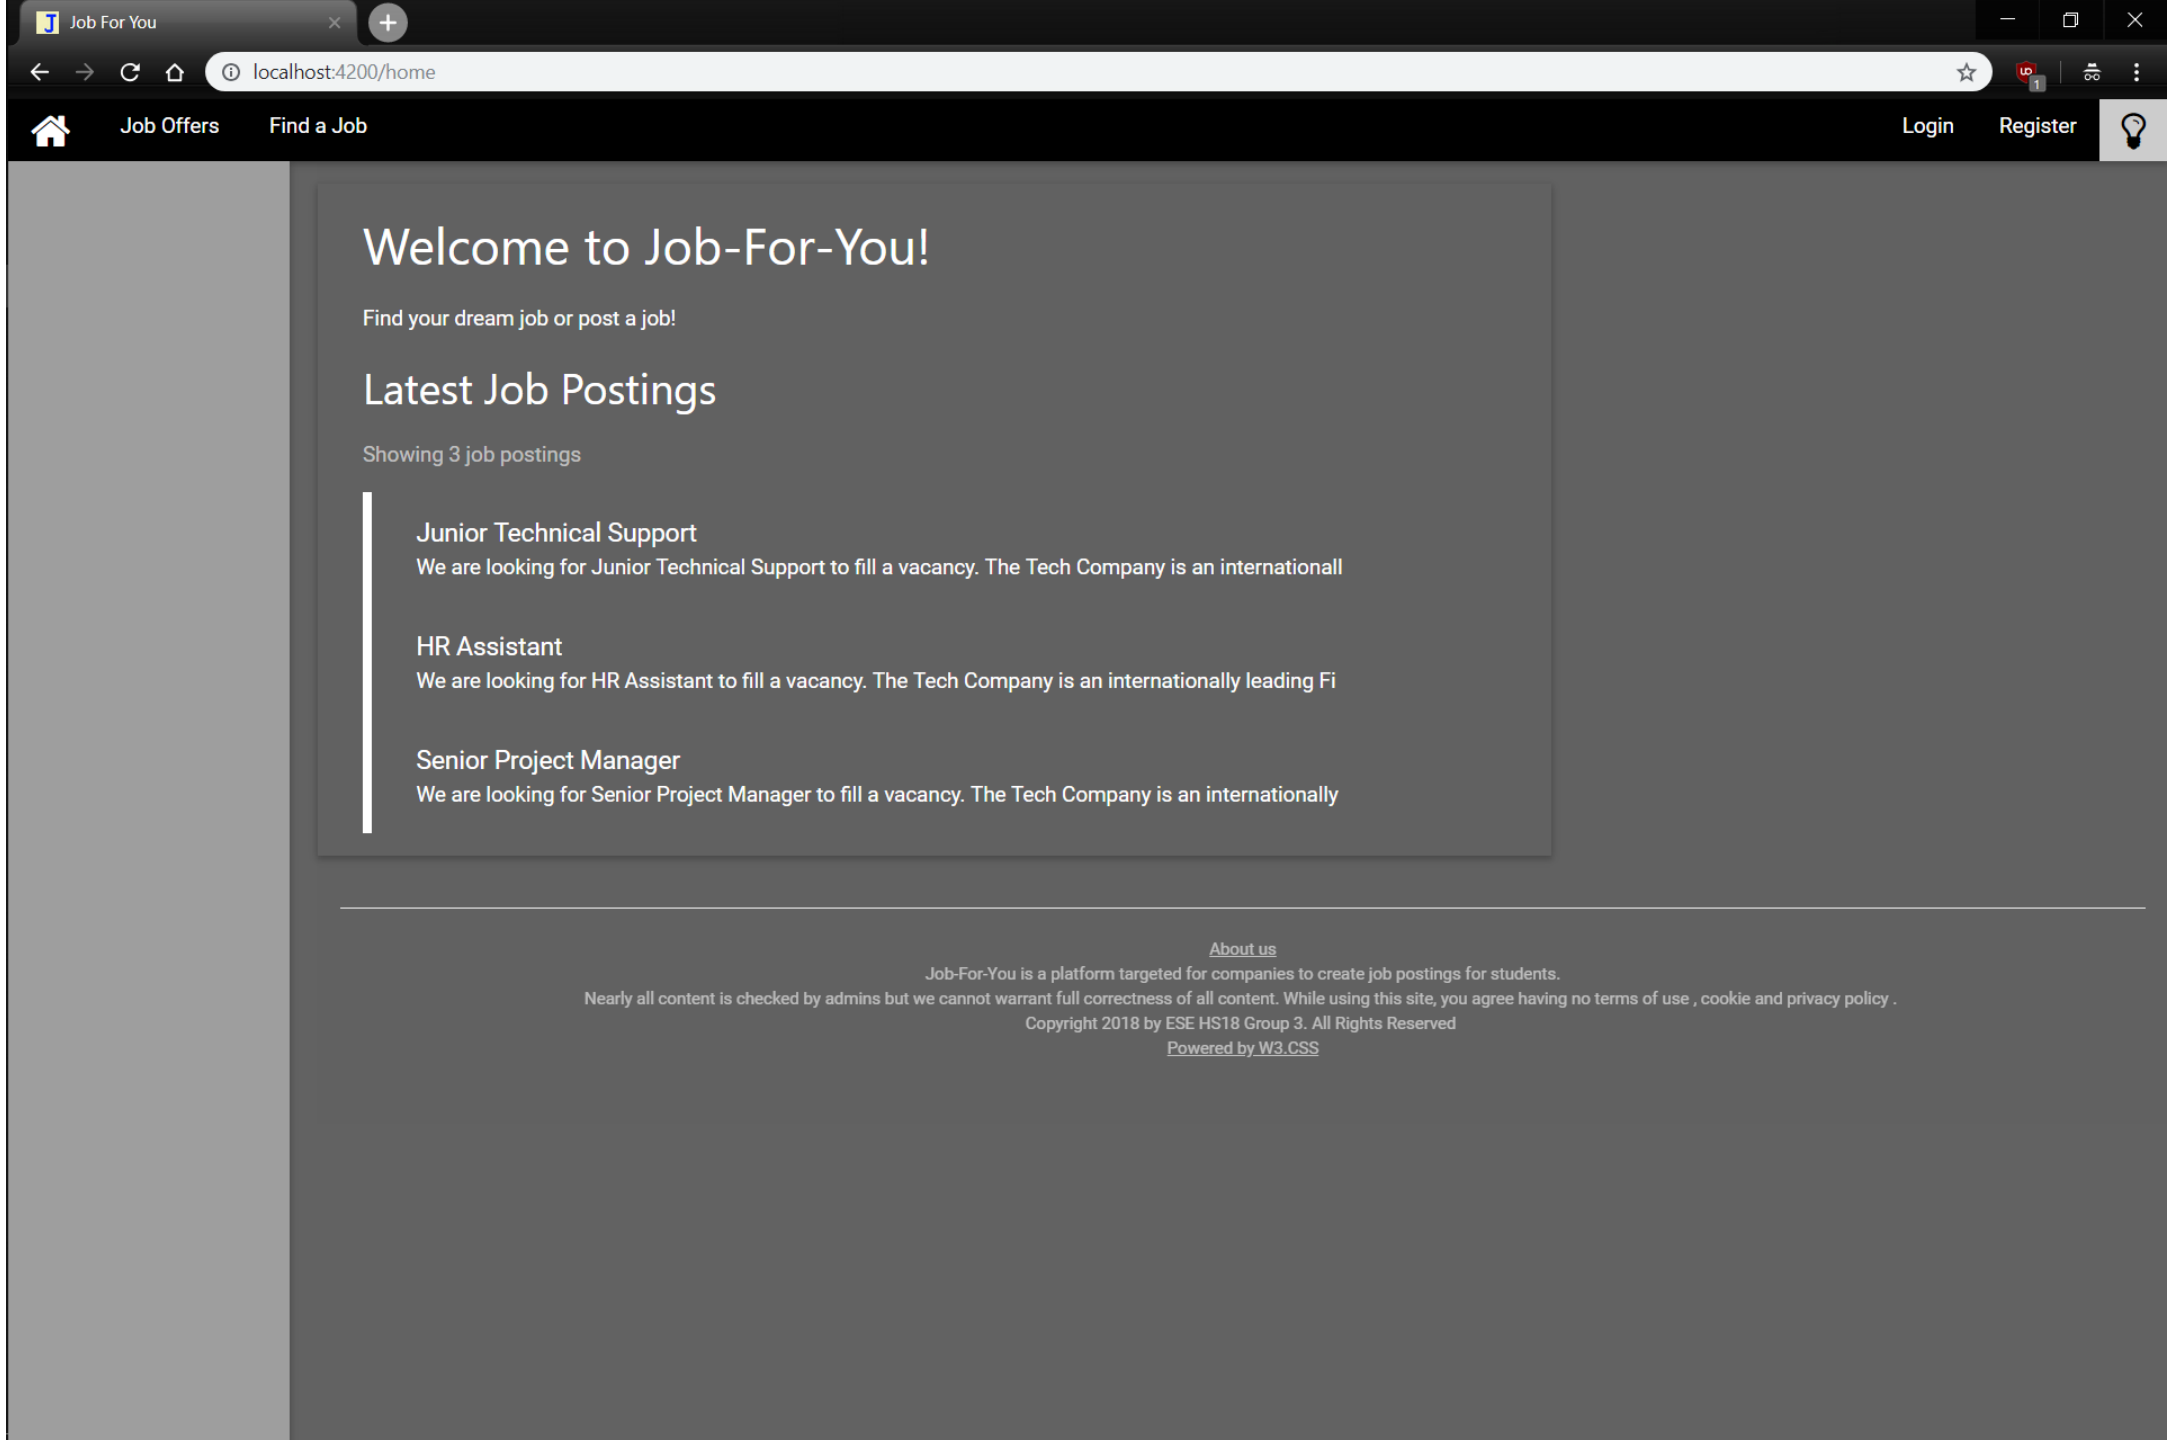 J Job For You
localhost:4200/home
1
Job Offers Find a Job Login Register
Welcome to Job-For-You!
Find your dream job or post a job!
Latest Job Postings
Showing 3 job postings
Junior Technical Support
We are looking for Junior Technical Support to fill a vacancy. The Tech Company is an internationall
HR Assistant
We are looking for HR Assistant to fill a vacancy. The Tech Company is an internationally leading Fi
Senior Project Manager
We are looking for Senior Project Manager to fill a vacancy. The Tech Company is an internationally
About us
Job-For-You is a platform targeted for companies to create job postings for students.
Nearly all content is checked by admins but we cannot warrant full correctness of all content. While using this site, you agree having no terms of use , cookie and privacy policy .
Copyright 2018 by ESE HS18 Group 3. All Rights Reserved
Powered by W3.CSS